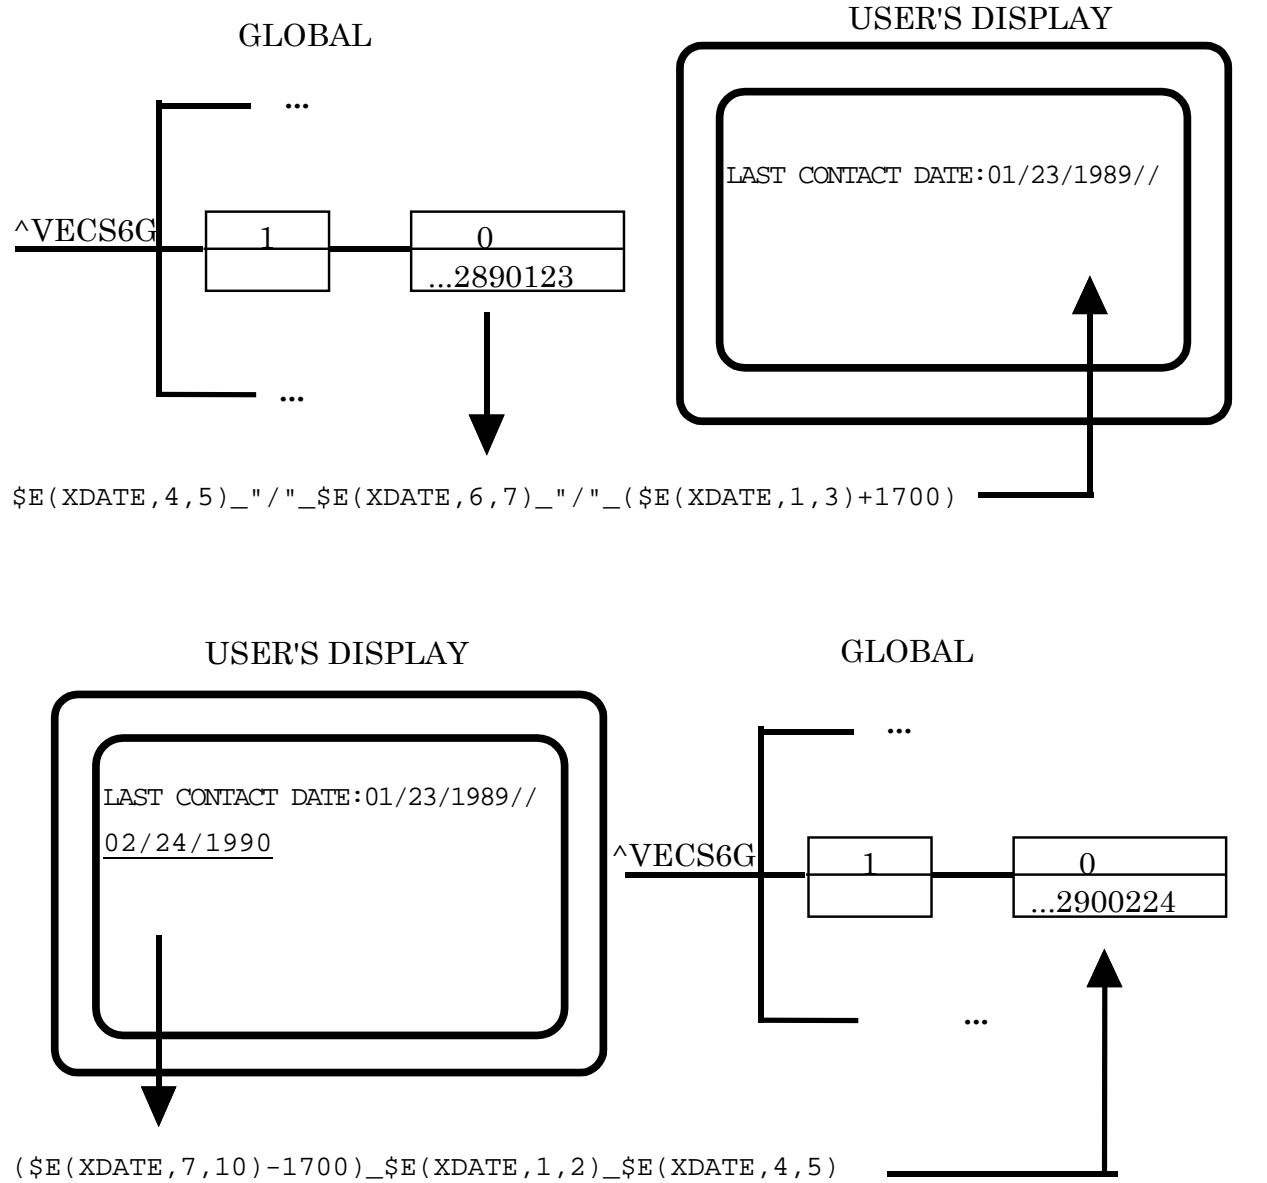 GLOBAL
USER'S DISPLAY
...
LAST CONTACT DATE:01/23/1989//
^VECS6G
1
0
...2890123
...
$E(XDATE,4,5)_"/"_$E(XDATE,6,7)_"/"_($E(XDATE,1,3)+1700)
USER'S DISPLAY
GLOBAL
...
LAST CONTACT DATE:01/23/1989//
02/24/1990
^VECS6G
1
0
...2900224
...
($E(XDATE,7,10)-1700)_$E(XDATE,1,2)_$E(XDATE,4,5)